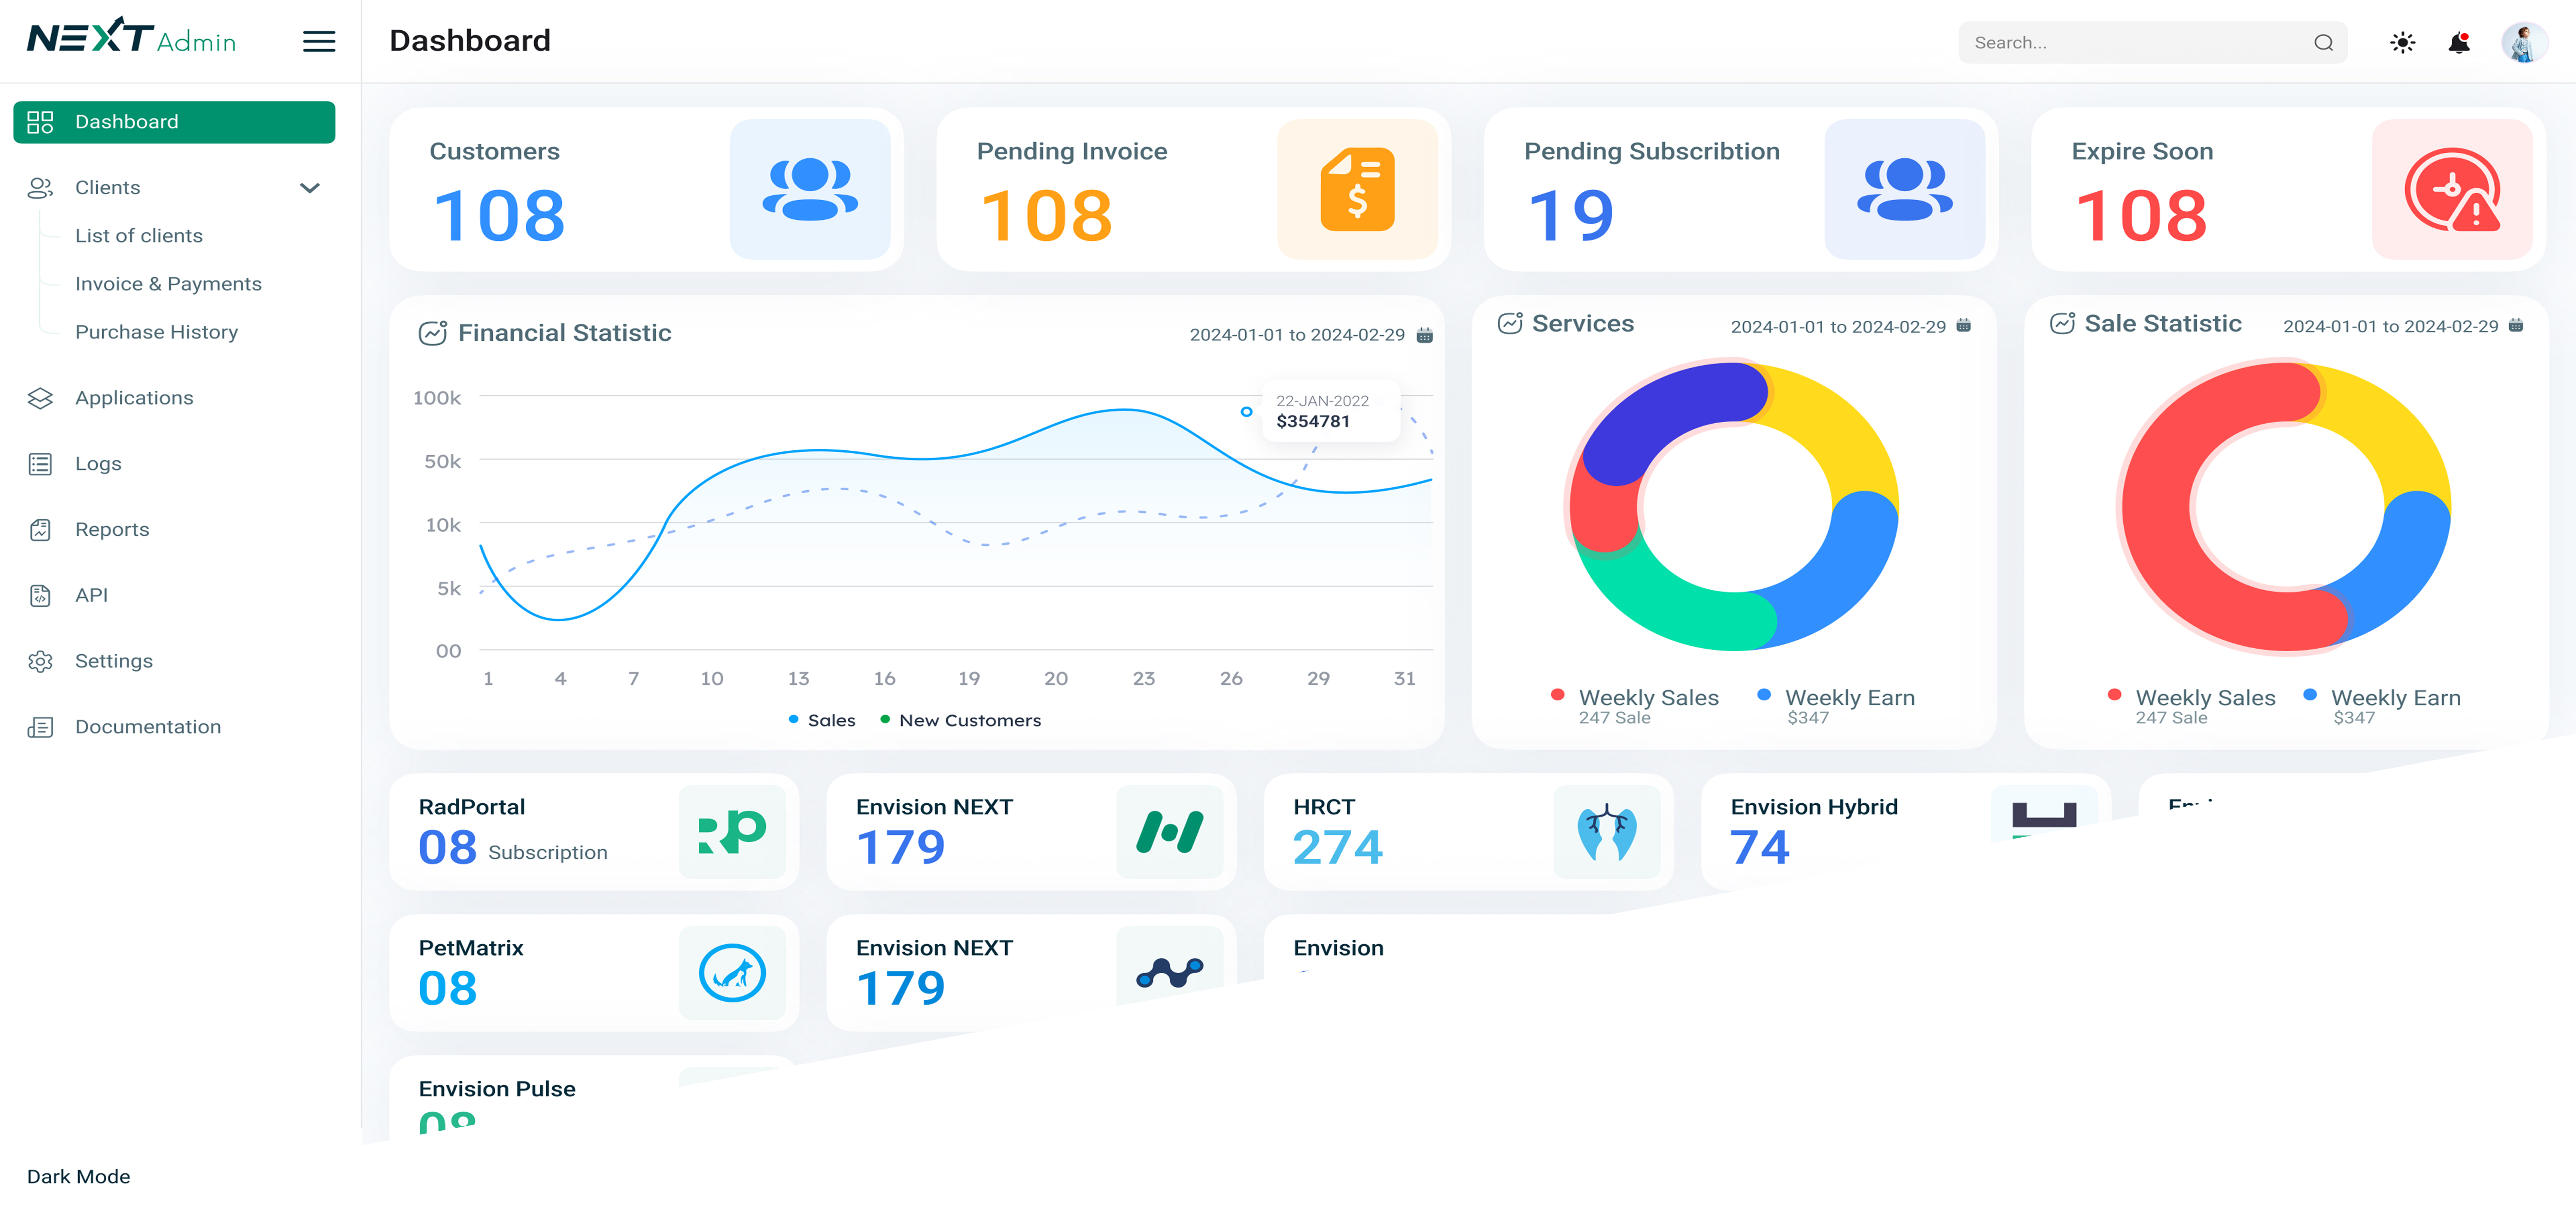 NEXT Admin
Dashboard
Search...
Dashboard
Clients
List of clients
Invoice & Payments
Purchase History
Applications
Logs
Reports
API
Settings
Documentation
Dark Mode
Customers
108
Pending Invoice
108
Pending Subscribtion
19
Expire Soon
108
Financial Statistic
2024-01-01 to 2024-02-29
100k
50k
10k
5k
00
22-JAN-2022
$354781
1 4 7 10 13 16 19 20 23 26 29 31
Sales New Customers
Services
2024-01-01 to 2024-02-29
Weekly Sales
247 Sale
Weekly Earn
$347
Sale Statistic
2024-01-01 to 2024-02-29
Weekly Sales
247 Sale
Weekly Earn
$347
RadPortal
08 Subscription
Envision NEXT
179
HRCT
274
Envision Hybrid
74
PetMatrix
08
Envision NEXT
179
Envision
Envision Pulse
08